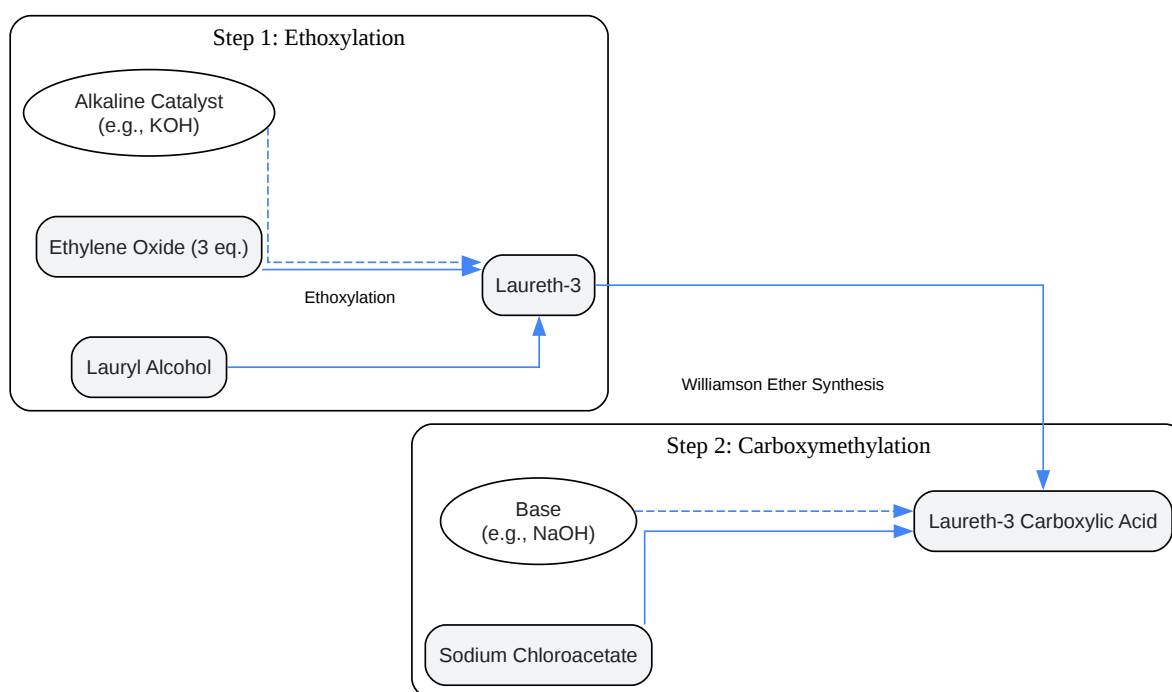 Step 1: Ethoxylation
Alkaline Catalyst
(e.g., KOH)
Ethylene Oxide (3 eq.)
Laureth-3
Ethoxylation
Lauryl Alcohol
Williamson Ether Synthesis
Step 2: Carboxymethylation
Base
(e.g., NaOH)
Laureth-3 Carboxylic Acid
Sodium Chloroacetate